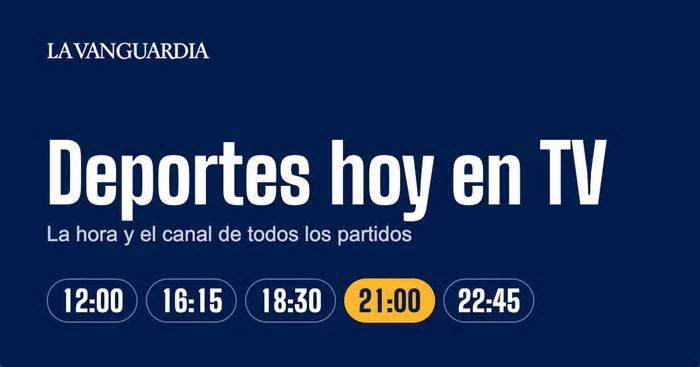 LA VANGUARDIA
Deportes hoy en TV
La hora y el canal de todos los partidos
12:00 16:15 18:30 21:00 22:45